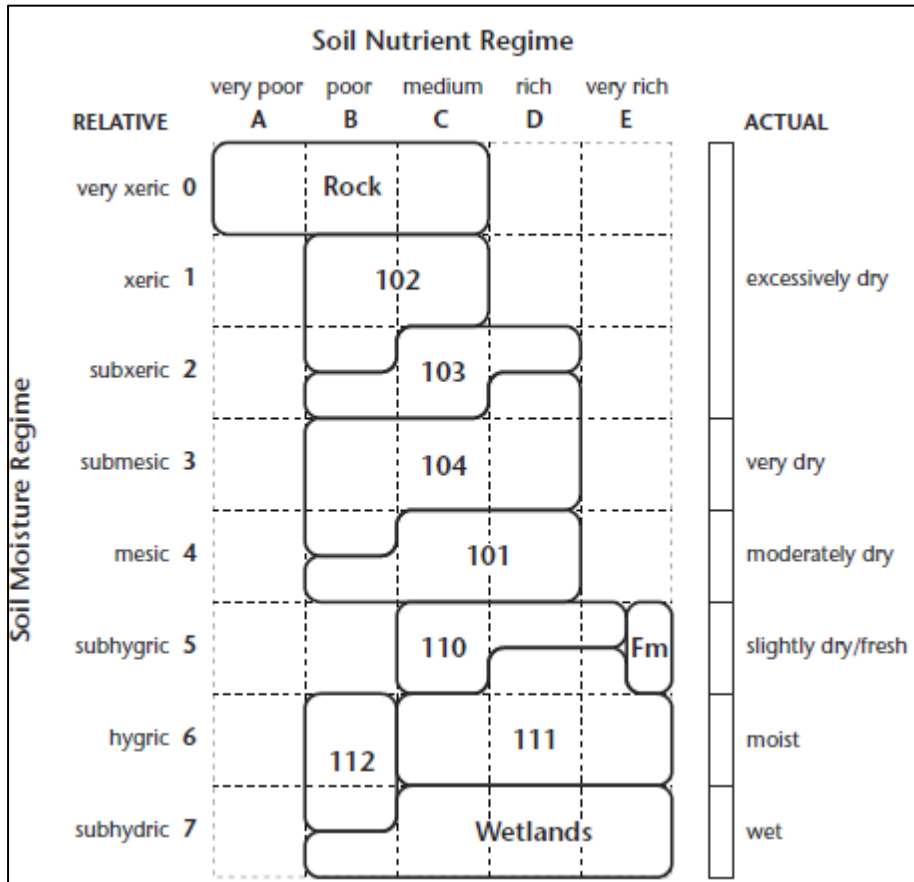 Soil Nutrient Regime
very poor poor medium rich very rich
RELATIVE A B C D E ACTUAL
very xeric 0 Rock
xeric 1 102 excessively dry
subxeric 2 103
Soil Moisture Regime
submesic 3 104 very dry
mesic 4 101 moderately dry
subhygric 5 110 Fm slightly dry/fresh
hygric 6 112 111 moist
subhydric 7 Wetlands wet